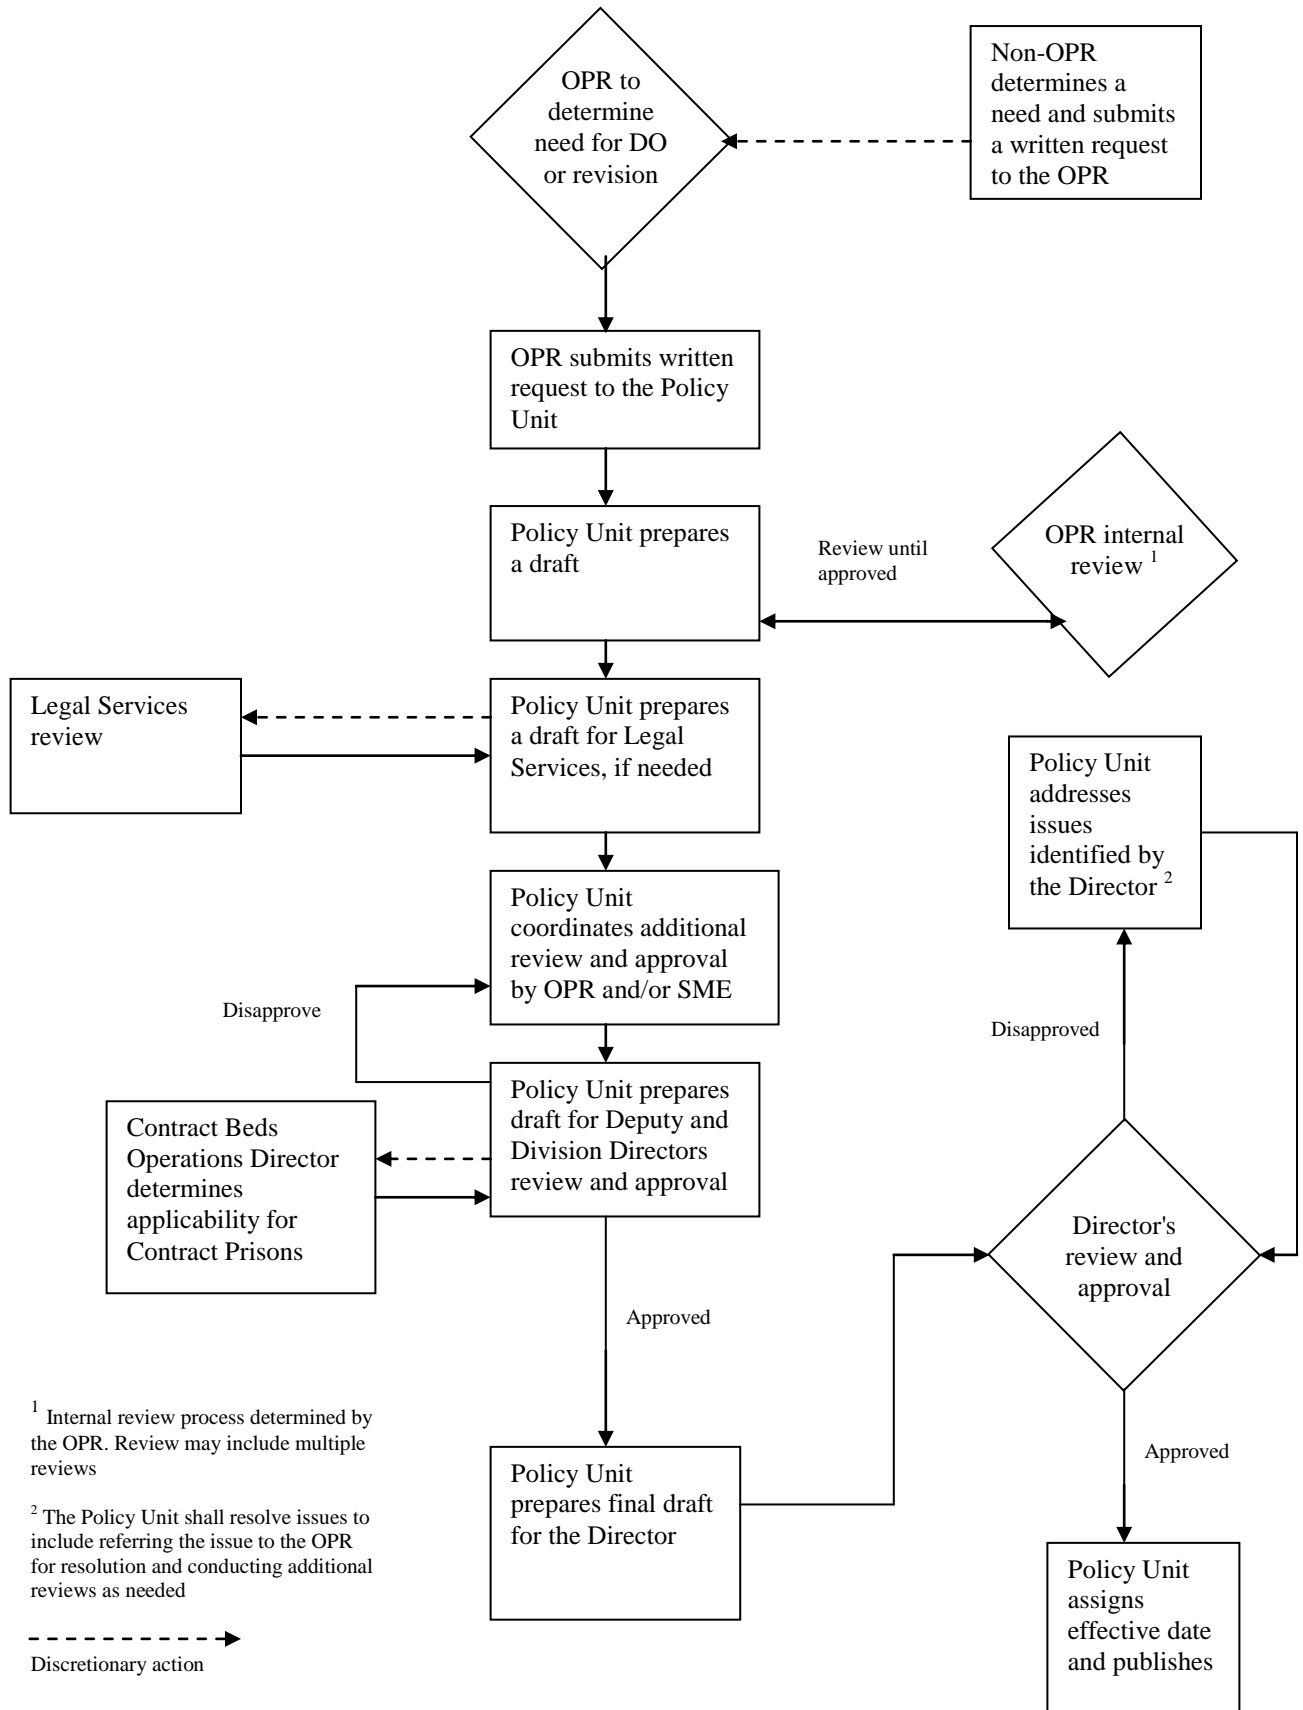 OPR to
determine
need for DO
or revision
Non-OPR
determines a
need and submits
a written request
to the OPR
OPR submits written
request to the Policy
Unit
Policy Unit prepares
a draft
Review until
approved
OPR internal
review 1
Legal Services
review
Policy Unit prepares
a draft for Legal
Services, if needed
Policy Unit
addresses
issues
identified by
the Director 2
Policy Unit
coordinates additional
review and approval
by OPR and/or SME
Disapprove
Disapproved
Policy Unit prepares
draft for Deputy and
Division Directors
review and approval
Contract Beds
Operations Director
determines
applicability for
Contract Prisons
Director's
review and
approval
Approved
Approved
Policy Unit
prepares final draft
for the Director
Policy Unit
assigns
effective date
and publishes
1 Internal review process determined by
the OPR. Review may include multiple
reviews
2 The Policy Unit shall resolve issues to
include referring the issue to the OPR
for resolution and conducting additional
reviews as needed
Discretionary action